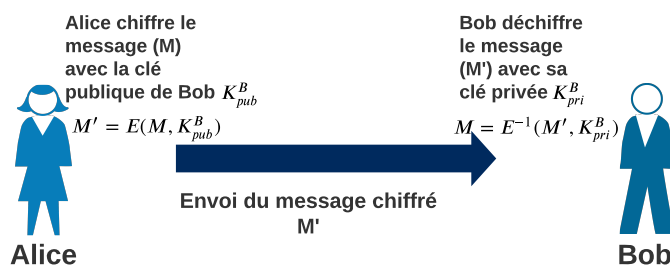 Alice chiffre le
message (M)
avec la clé
publique de Bob K^B_pub
M′ = E(M, K^B_pub)
Bob déchiffre
le message
(M') avec sa
clé privée K^B_pri
M = E^−1(M′, K^B_pri)
Envoi du message chiffré
M'
Alice
Bob